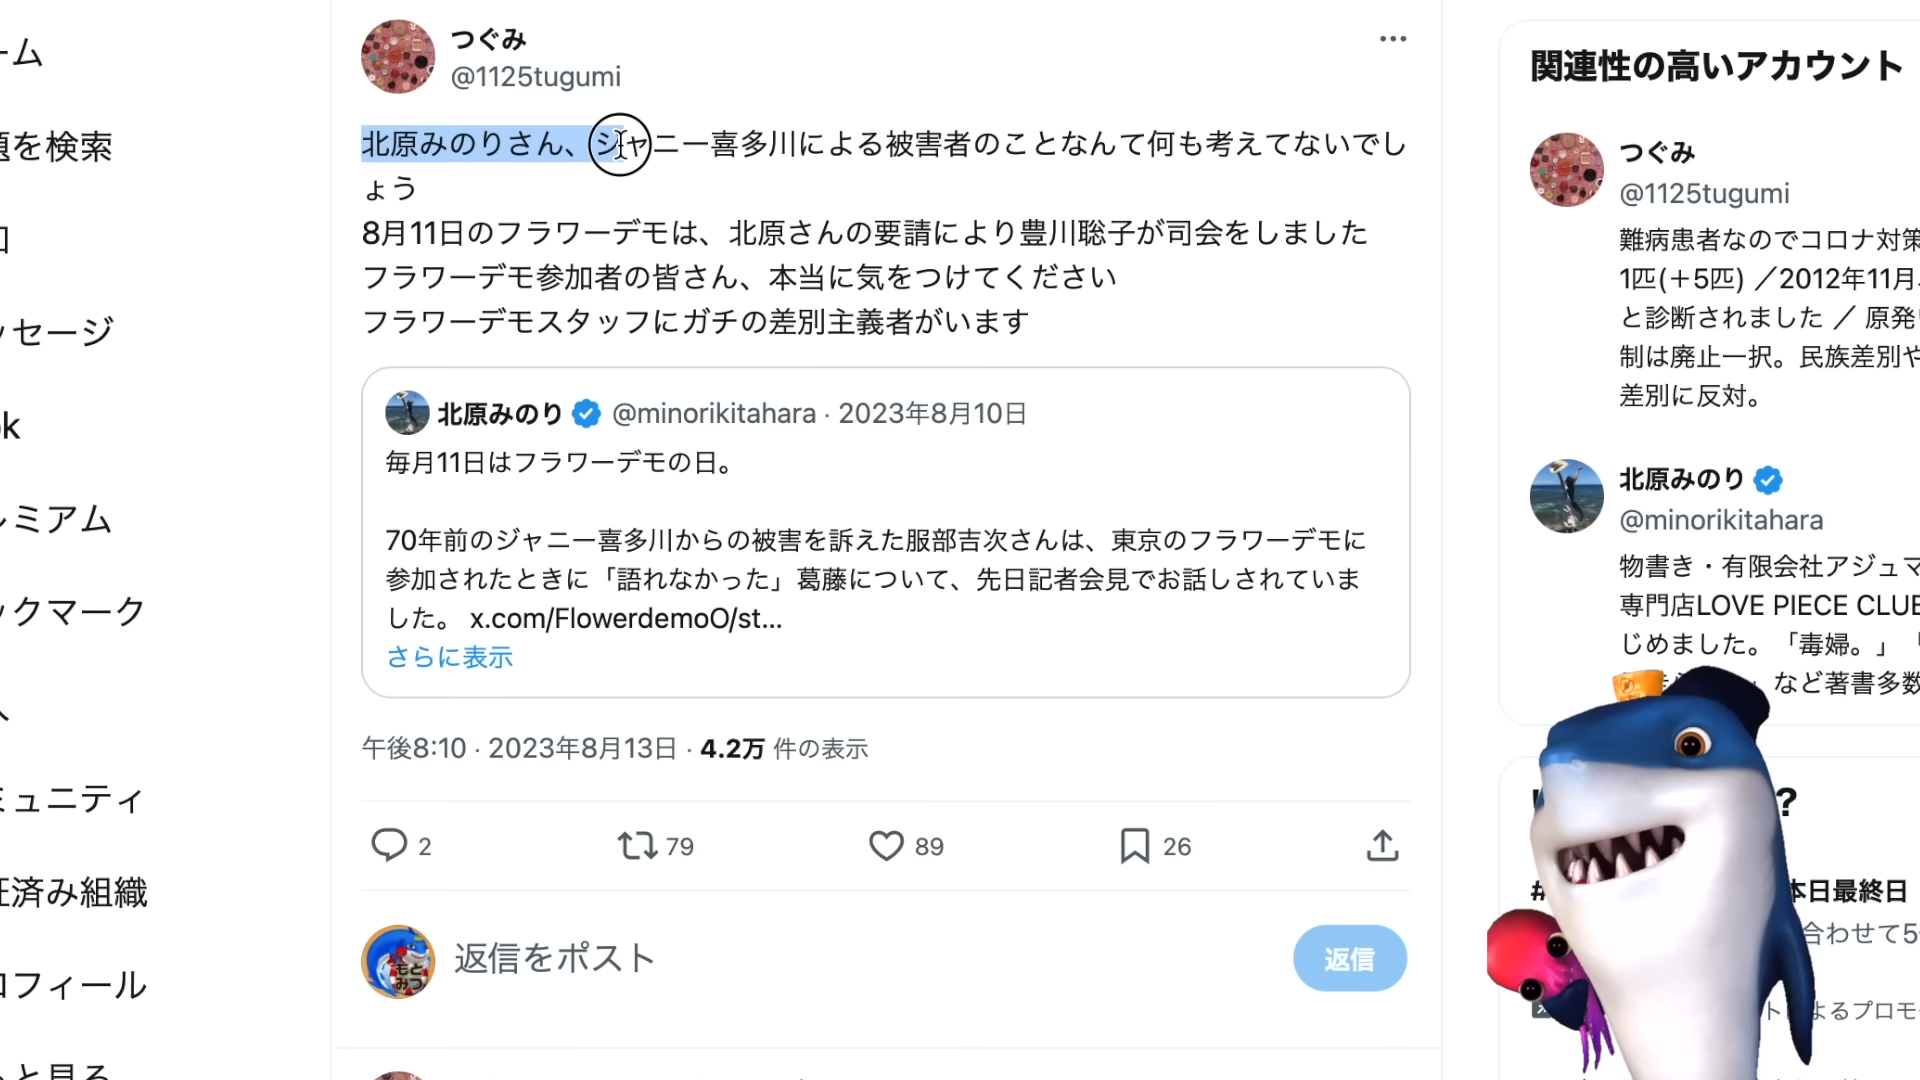 ーム
題を検索
ッセージ
ok
レミアム
ックマーク
人
ミュニティ
証済み組織
ロフィール
っと見る
つぐみ
@1125tugumi
北原みのりさん、ジャニー喜多川による被害者のことなんて何も考えてないでし
ょう
8月11日のフラワーデモは、北原さんの要請により豊川聡子が司会をしました
フラワーデモ参加者の皆さん、本当に気をつけてください
フラワーデモスタッフにガチの差別主義者がいます
北原みのり @minorikitahara · 2023年8月10日
毎月11日はフラワーデモの日。
70年前のジャニー喜多川からの被害を訴えた服部吉次さんは、東京のフラワーデモに
参加されたときに「語れなかった」葛藤について、先日記者会見でお話しされていま
した。 x.com/FlowerdemoO/st…
さらに表示
午後8:10 · 2023年8月13日 · 4.2万 件の表示
2 79 89 26
もと
みつ
返信をポスト
返信
関連性の高いアカウント
つぐみ
@1125tugumi
難病患者なのでコロナ対策
1匹(＋5匹) ／2012年11月
と診断されました ／ 原発
制は廃止一択。民族差別や
差別に反対。
北原みのり
@minorikitahara
物書き・有限会社アジュマ
専門店LOVE PIECE CLUB
じめました。「毒婦。」「
など著書多数
?
#
本日最終日
合わせて5
によるプロモ